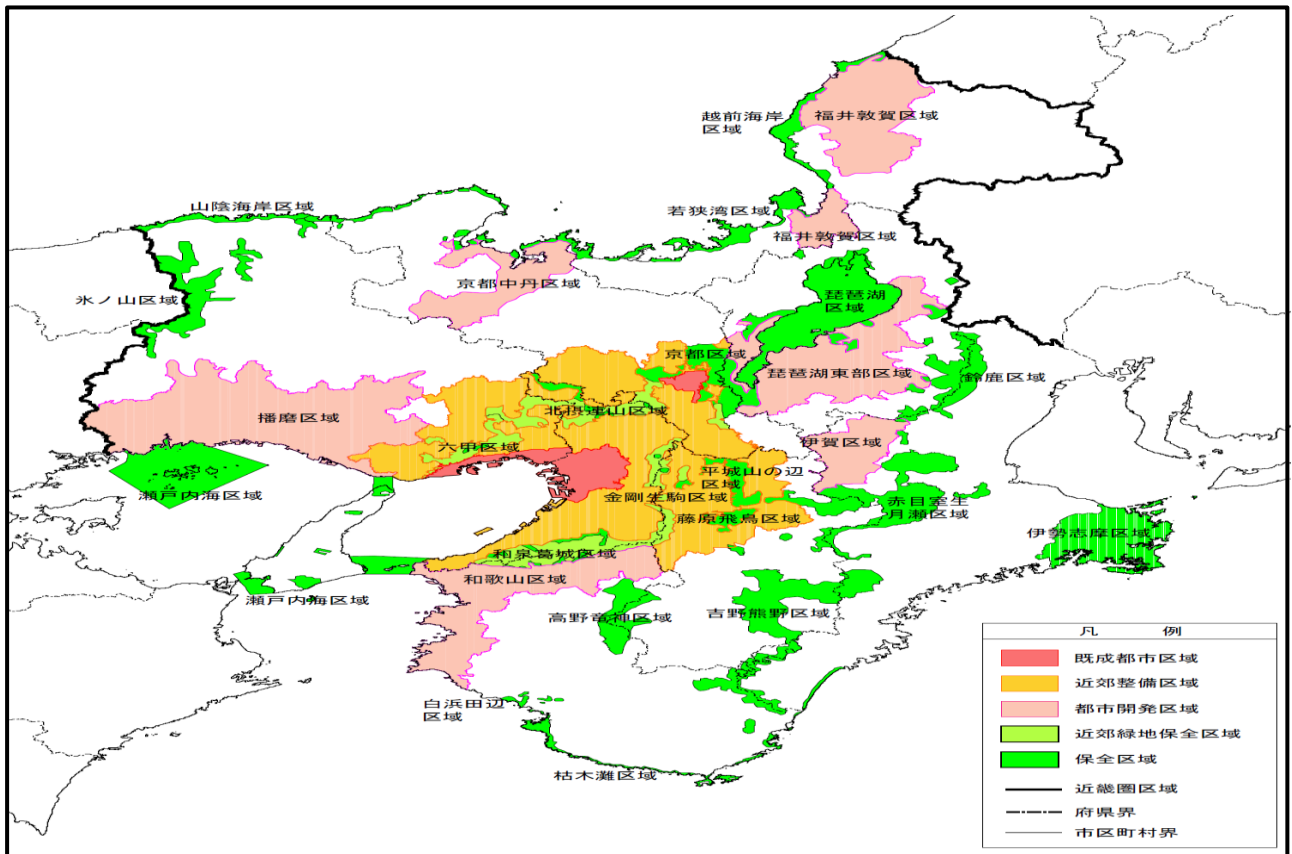 越前海岸
区域
福井敦賀区域
山陰海岸区域
若狭湾区域
福井敦賀区域
京都中丹区域
氷ノ山区域
琵琶湖
区域
京都区域
琵琶湖東部区域
鈴鹿区域
播磨区域
北摂連山区域
六甲区域
伊賀区域
瀬戸内海区域
平城山の辺
区域
金剛生駒区域
赤目室生
月瀬区域
藤原飛鳥区域
伊勢志摩区域
和泉葛城区域
和歌山区域
瀬戸内海区域
高野竜神区域
吉野熊野区域
白浜田辺
区域
枯木灘区域
凡 例
既成都市区域
近郊整備区域
都市開発区域
近郊緑地保全区域
保全区域
近畿圏区域
府県界
市区町村界